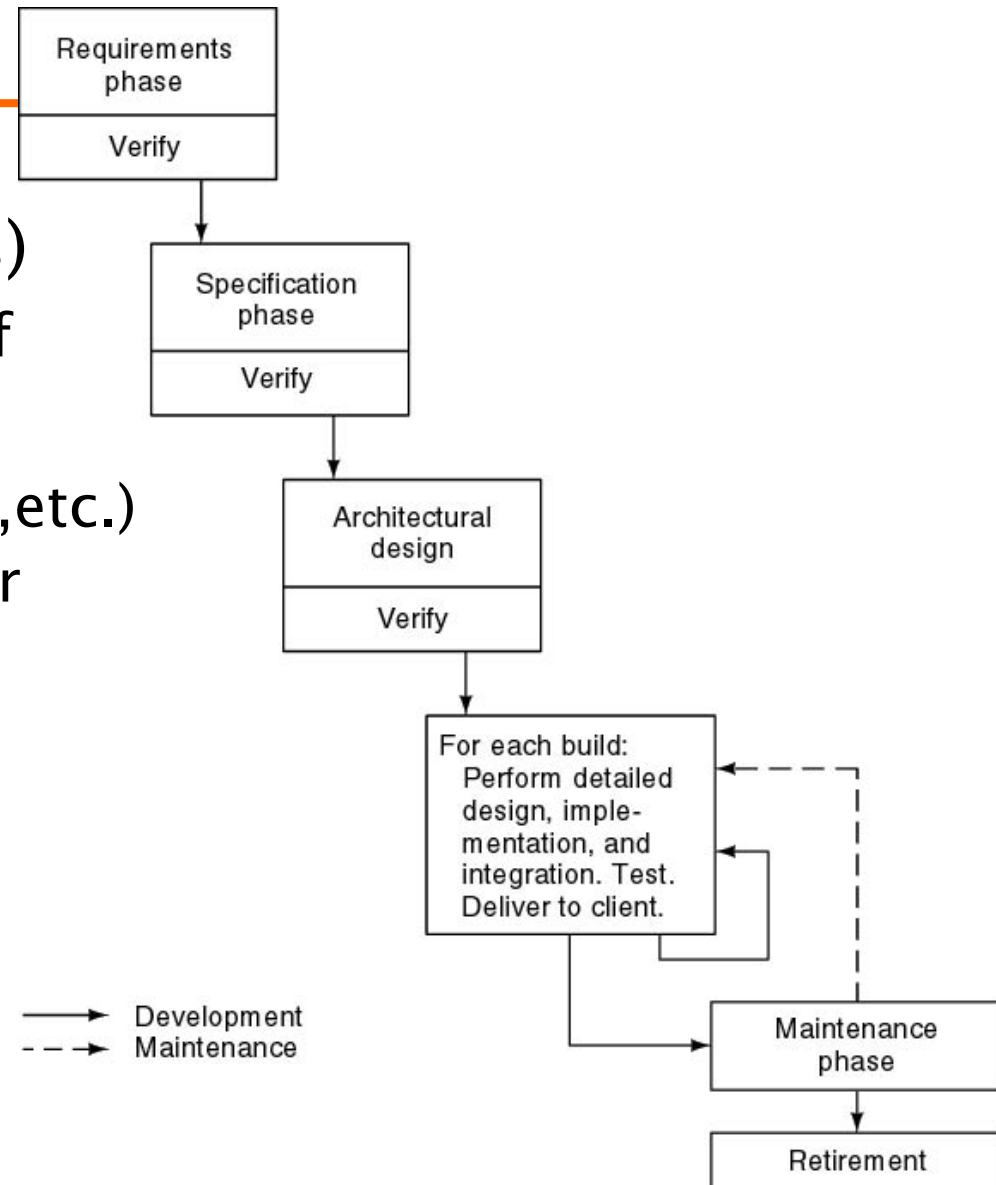 Requirements
phase
Verify
.)
f
Specification
phase
Verify
,etc.)
r
Architectural
design
Verify
For each build:
Perform detailed
design, imple-
mentation, and
integration. Test.
Deliver to client.
Development
Maintenance
Maintenance
phase
Retirement